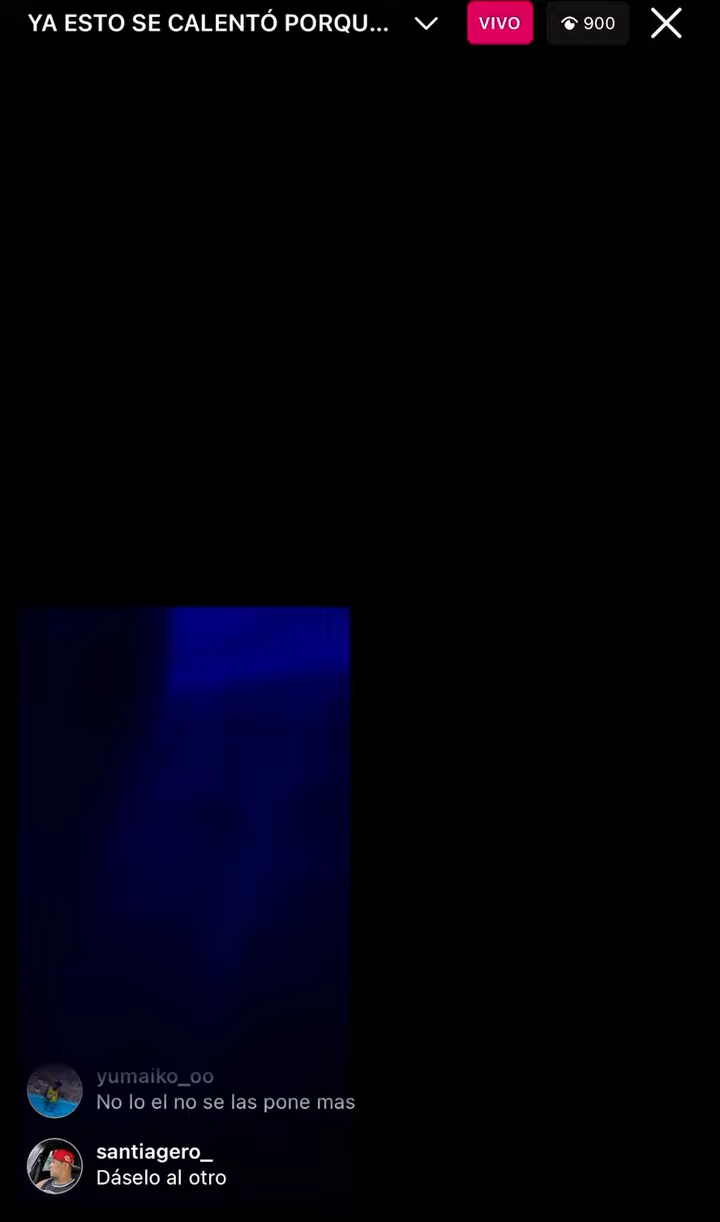 YA ESTO SE CALENTÓ PORQU...
VIVO
900
yumaiko_oo
No lo el no se las pone mas
santiagero_
Dáselo al otro